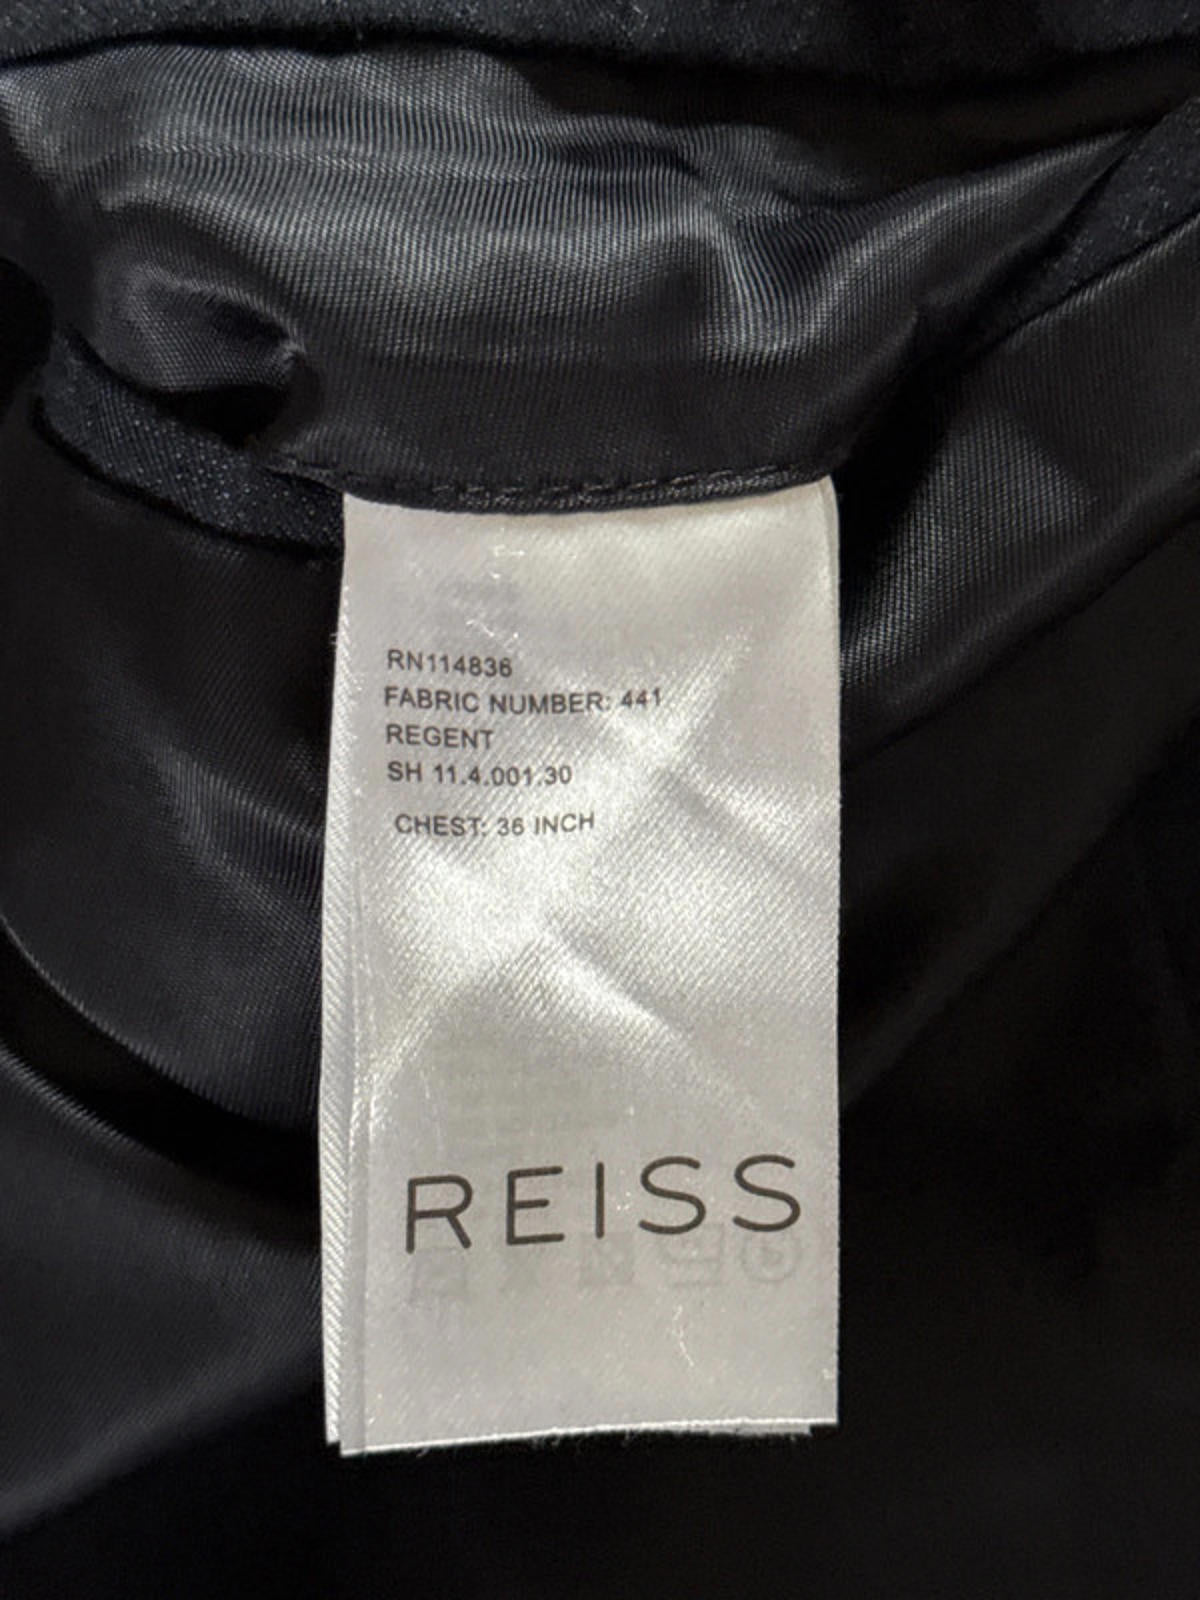 RN114836
FABRIC NUMBER: 441
REGENT
SH 11.4.001.30
CHEST: 36 INCH
REISS